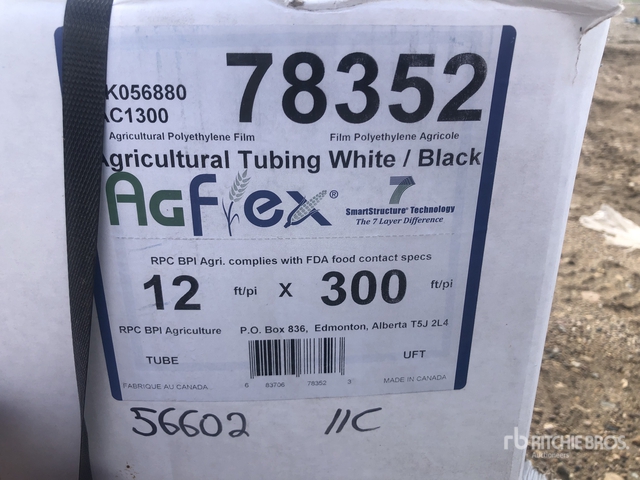 K056880
78352
AC1300
Agricultural Polyethylene Film Film Polyethylene Agricole
Agricultural Tubing White / Black
AGFlex® 7
SmartStructure® Technology
The 7 Layer Difference
RPC BPI Agri. complies with FDA food contact specs
12 ft/pi X 300 ft/pi
RPC BPI Agriculture P.O. Box 836, Edmonton, Alberta T5J 2L4
TUBE UFT
FABRIQUE AU CANADA 6 83706 78352 3 MADE IN CANADA
56602 11C
rb RITCHIE BROS.
Auctioneers